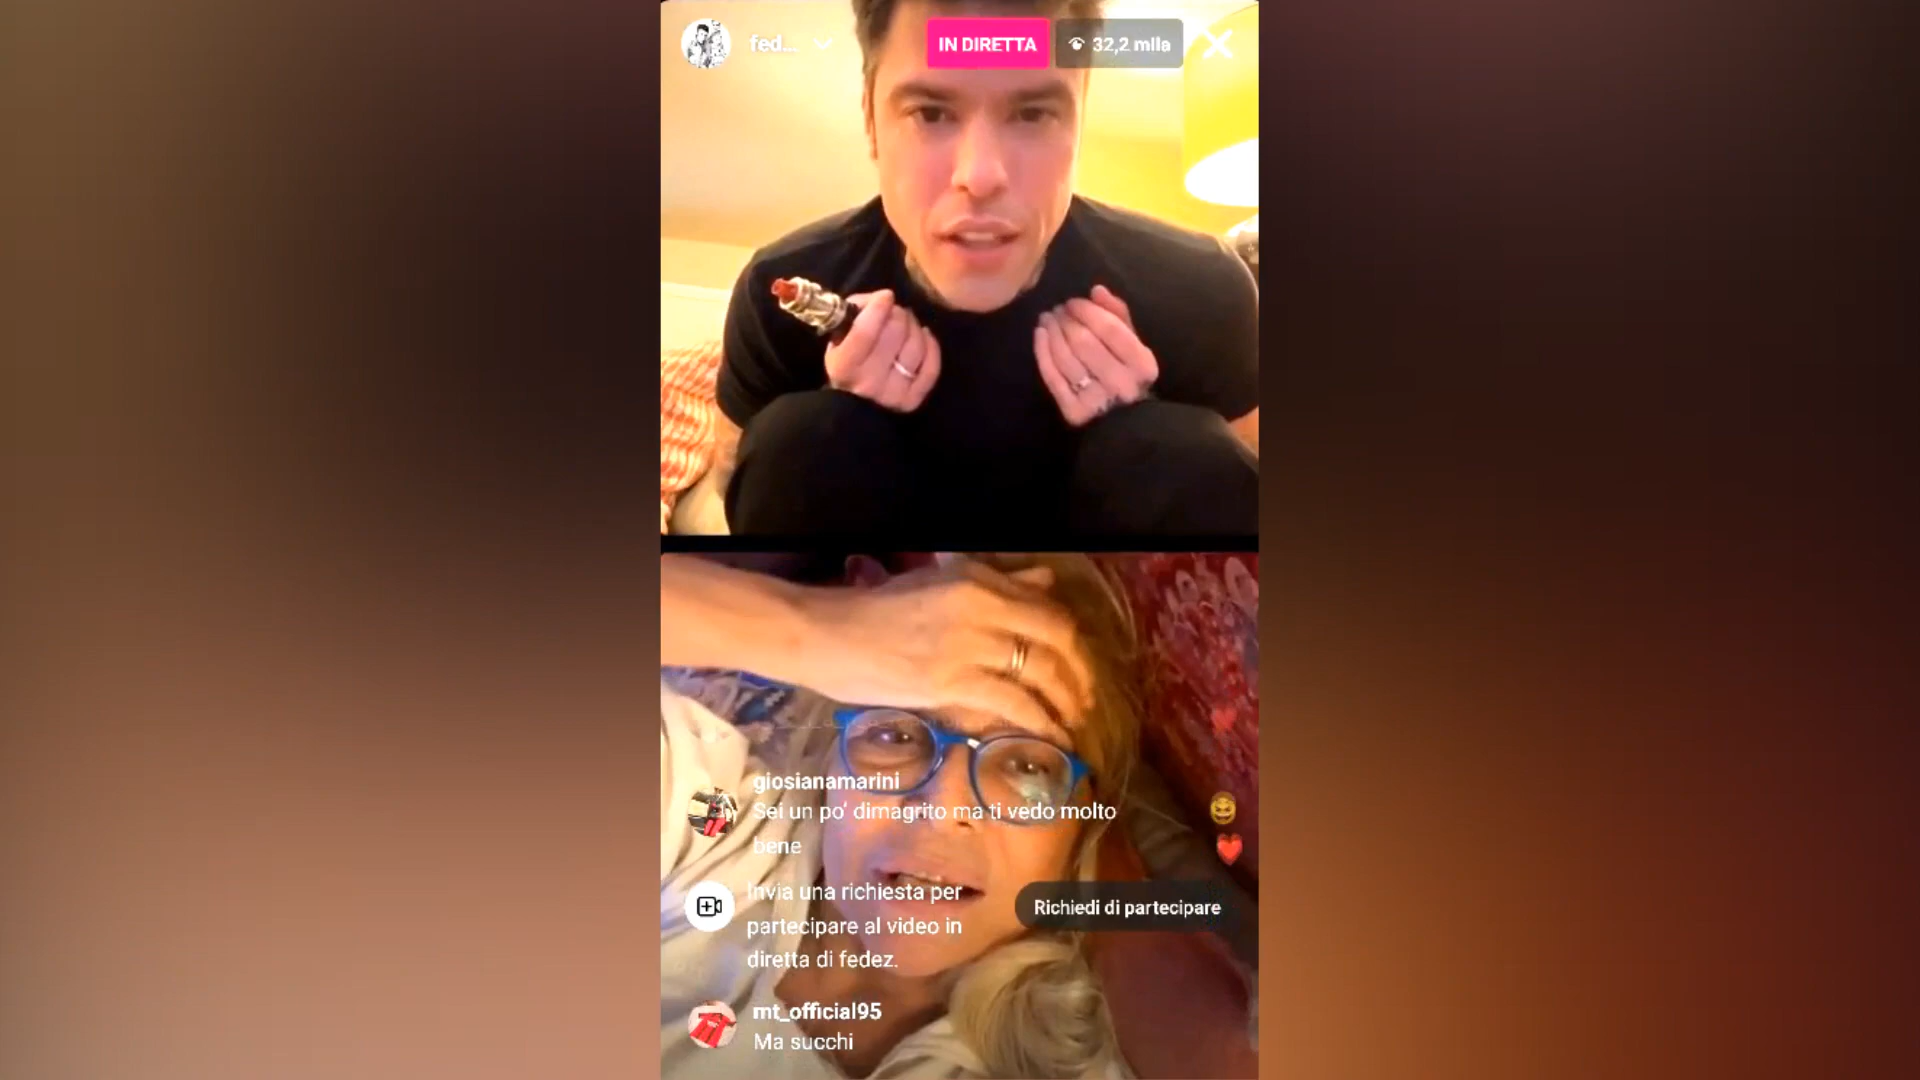 fed...
IN DIRETTA
32,2 mila
giosianamarini
Sei un po' dimagrito ma ti vedo molto
bene
Invia una richiesta per
partecipare al video in
diretta di fedez.
Richiedi di partecipare
mt_official95
Ma succhi